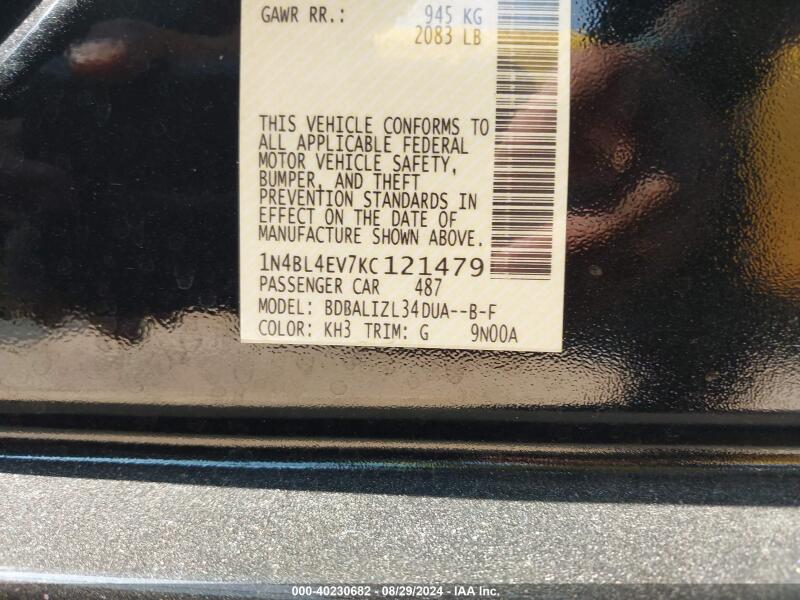 GAWR RR.: 945 KG
2083 LB
THIS VEHICLE CONFORMS TO
ALL APPLICABLE FEDERAL
MOTOR VEHICLE SAFETY,
BUMPER, AND THEFT
PREVENTION STANDARDS IN
EFFECT ON THE DATE OF
MANUFACTURE SHOWN ABOVE.
1N4BL4EV7KC121479
PASSENGER CAR 487
MODEL: BDBALIZL34DUA--B-F
COLOR: KH3 TRIM: G 9N00A
000-40230682 - 08/29/2024 - IAA Inc.